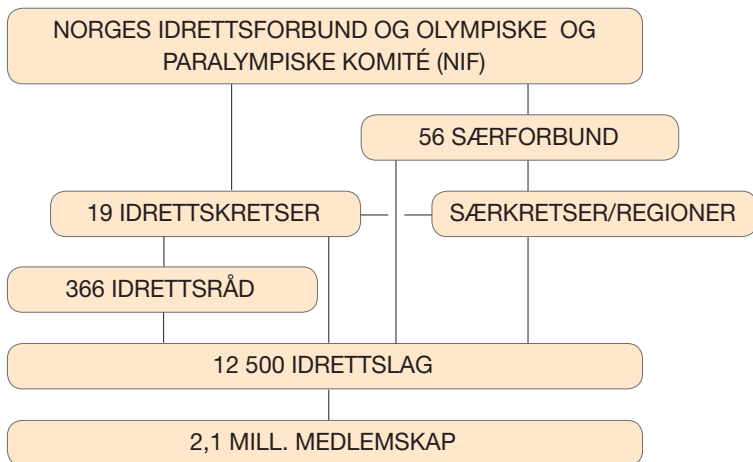 NORGES IDRETTSFORBUND OG OLYMPISKE OG
PARALYMPISKE KOMITÉ (NIF)
56 SÆRFORBUND
19 IDRETTSKRETSER
SÆRKRETSER/REGIONER
366 IDRETTSRÅD
12 500 IDRETTSLAG
2,1 MILL. MEDLEMSKAP